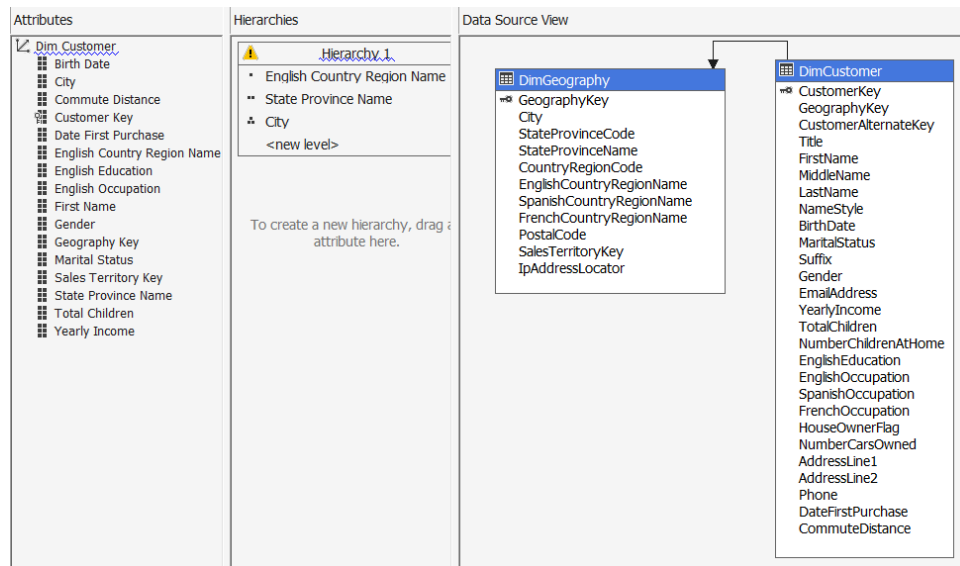 Attributes
Dim Customer
Birth Date
City
Commute Distance
Customer Key
Date First Purchase
English Country Region Name
English Education
English Occupation
First Name
Gender
Geography Key
Marital Status
Sales Territory Key
State Province Name
Total Children
Yearly Income
Hierarchies
Hierarchy 1
English Country Region Name
State Province Name
City
<new level>
To create a new hierarchy, drag a
attribute here.
Data Source View
DimGeography
GeographyKey
City
StateProvinceCode
StateProvinceName
CountryRegionCode
EnglishCountryRegionName
SpanishCountryRegionName
FrenchCountryRegionName
PostalCode
SalesTerritoryKey
IpAddressLocator
DimCustomer
CustomerKey
GeographyKey
CustomerAlternateKey
Title
FirstName
MiddleName
LastName
NameStyle
BirthDate
MaritalStatus
Suffix
Gender
EmailAddress
YearlyIncome
TotalChildren
NumberChildrenAtHome
EnglishEducation
EnglishOccupation
SpanishOccupation
FrenchOccupation
HouseOwnerFlag
NumberCarsOwned
AddressLine1
AddressLine2
Phone
DateFirstPurchase
CommuteDistance